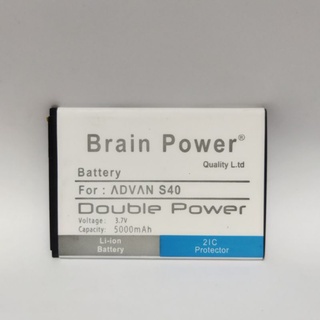 Brain Power®
Quality L.td
Battery
For : ADVAN S40
Double Power
Voltage : 3.7V
Capacity : 5000mAh
Li-ion
Battery
2IC
Protector